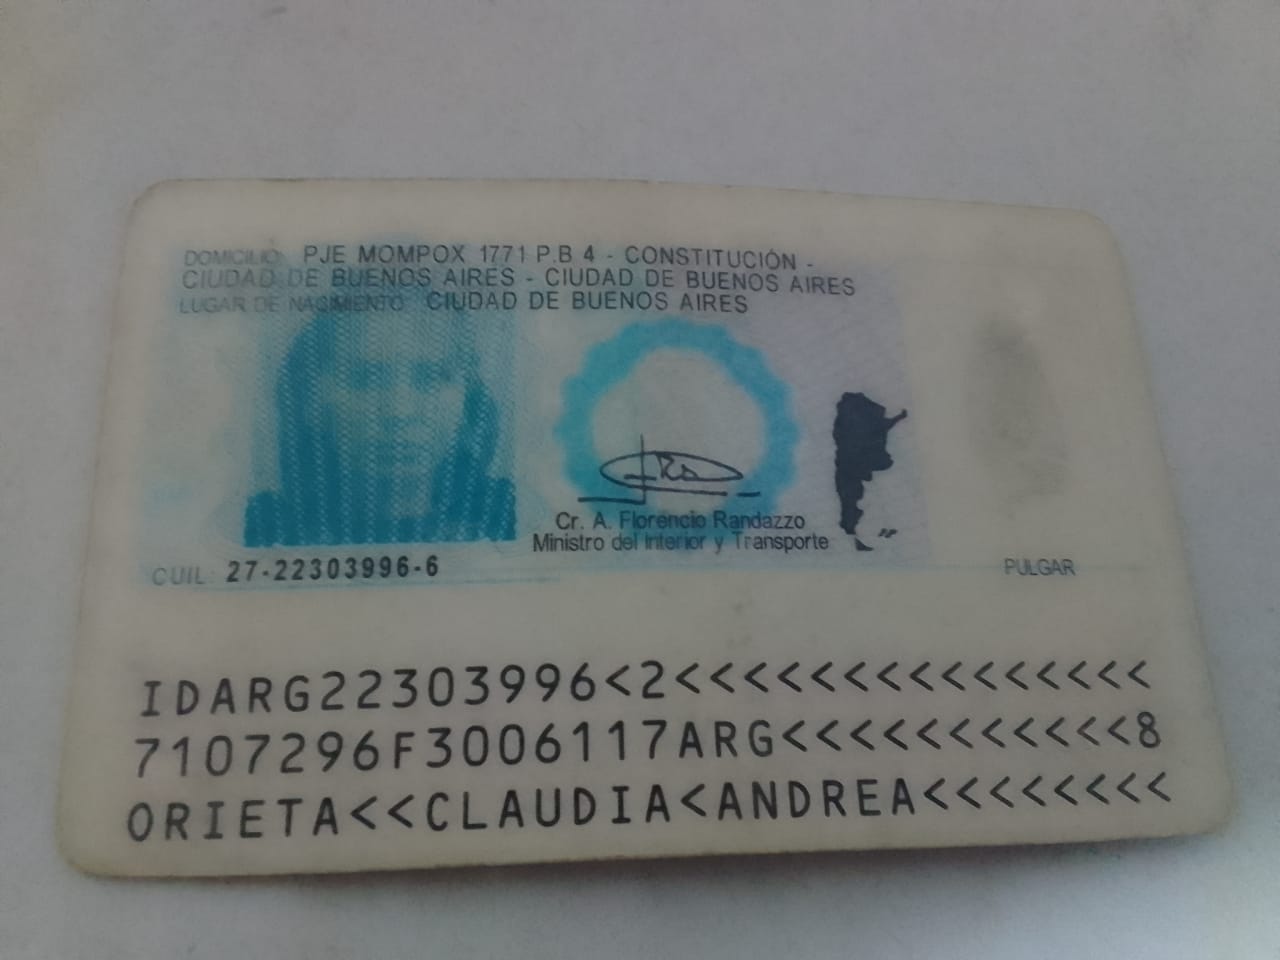 DOMICILIO: PJE MOMPOX 1771 P.B 4 - CONSTITUCIÓN -
CIUDAD DE BUENOS AIRES - CIUDAD DE BUENOS AIRES
LUGAR DE NACIMIENTO: CIUDAD DE BUENOS AIRES
Cr. A. Florencio Randazzo
Ministro del Interior y Transporte
CUIL: 27-22303996-6
PULGAR
IDARG22303996<2<<<<<<<<<<<<<<<
7107296F3006117ARG<<<<<<<<<<<8
ORIETA<<CLAUDIA<ANDREA<<<<<<<<